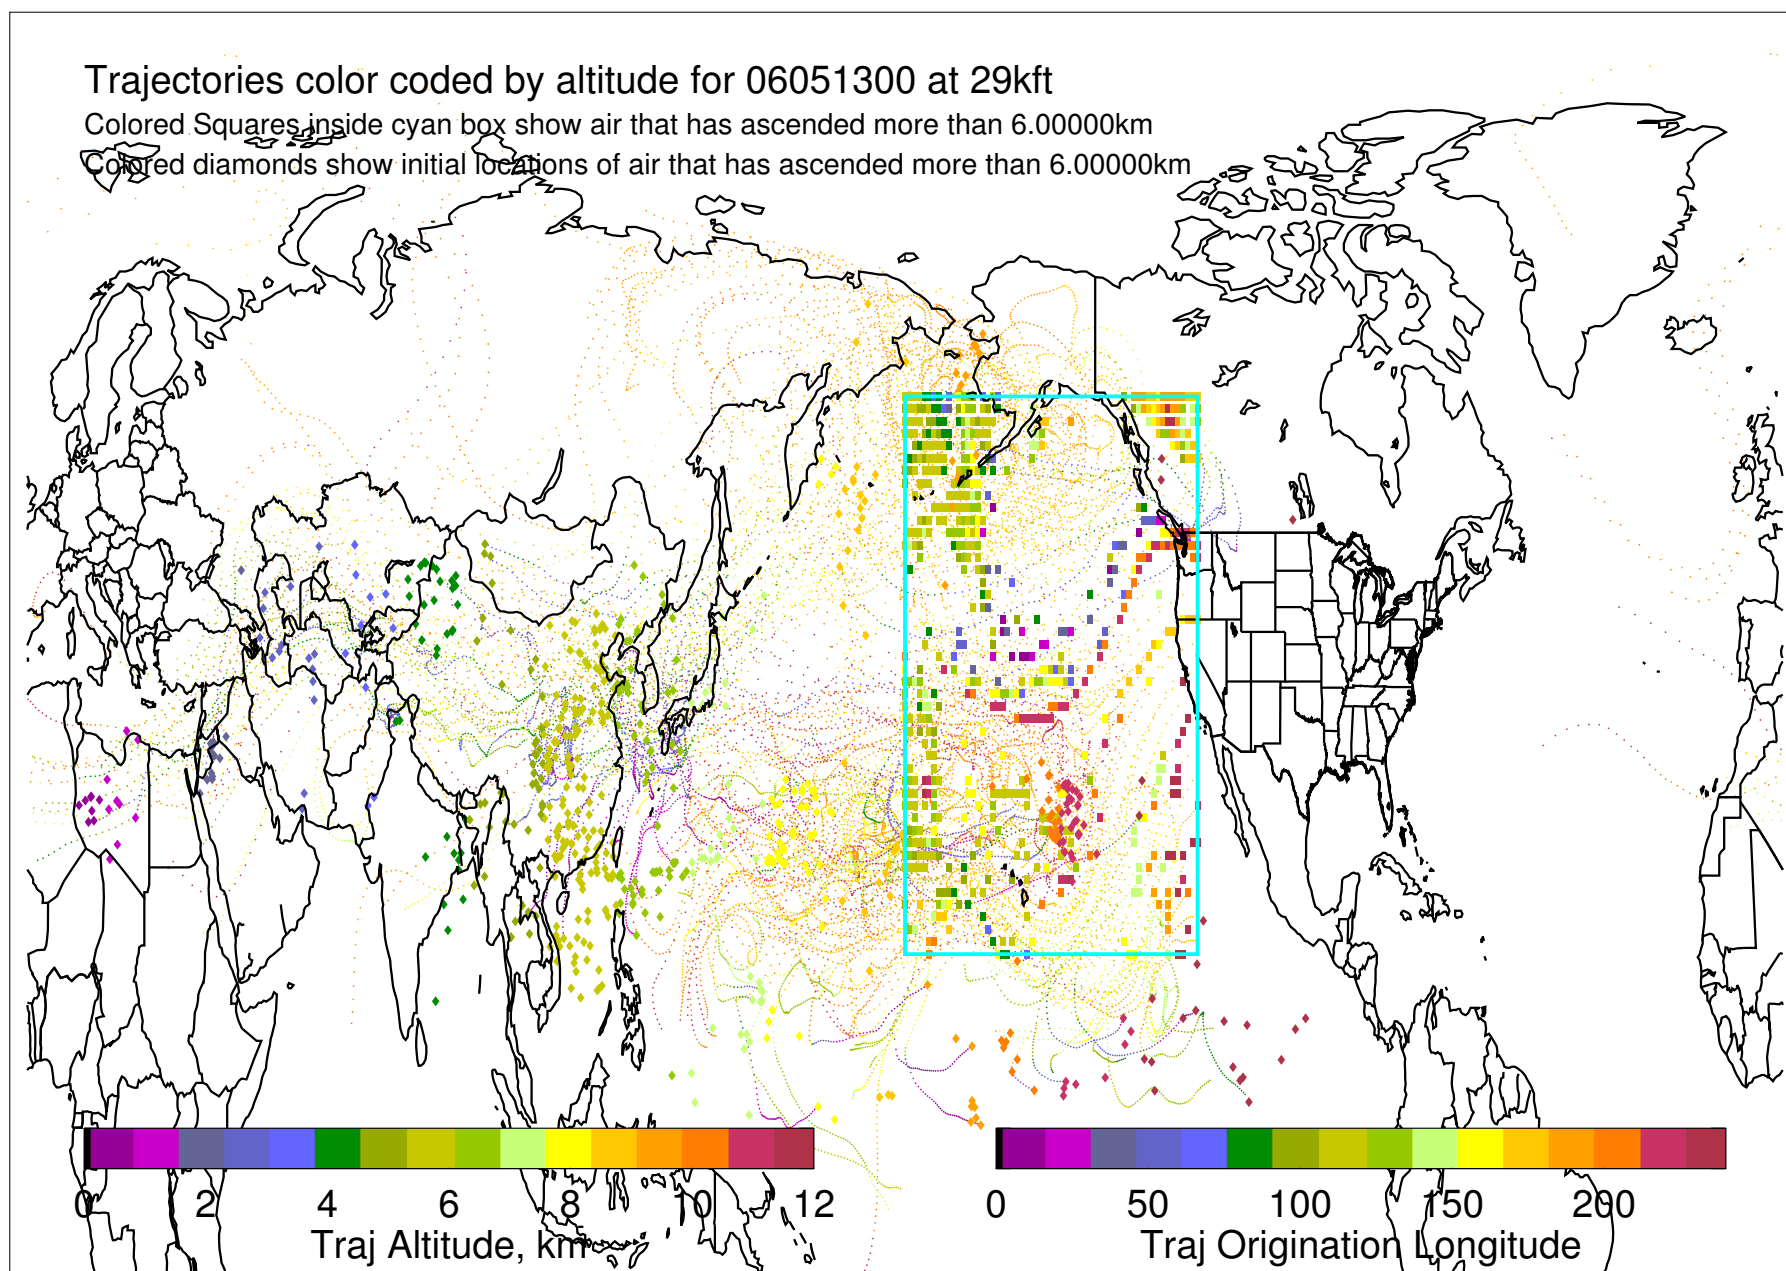 Trajectories color coded by altitude for 06051300 at 29kft
Colored Squares inside cyan box show air that has ascended more than 6.00000km
Colored diamonds show initial locations of air that has ascended more than 6.00000km
0 2 4 6 8 10 12
Traj Altitude, km
0 50 100 150 200
Traj Origination Longitude